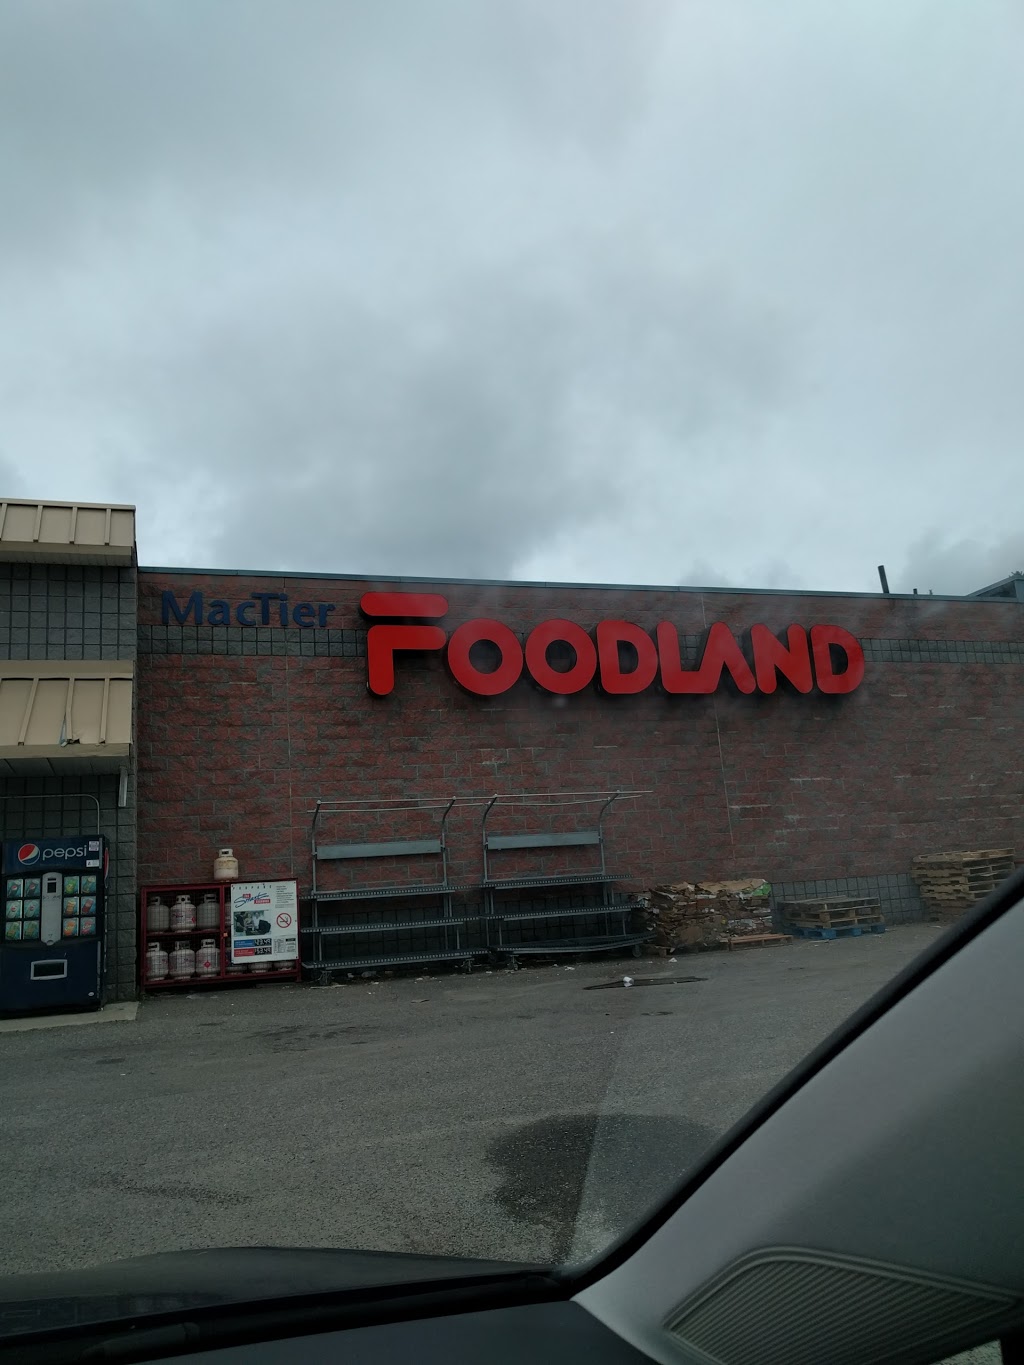 MacTier
FOODLAND
pepsi